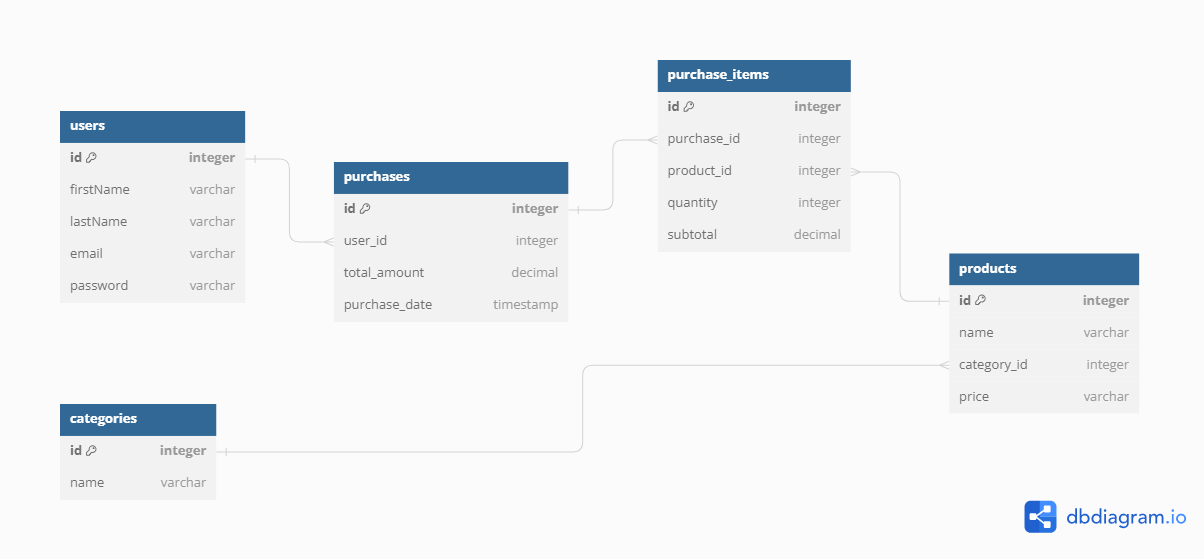 users
id integer
firstName varchar
lastName varchar
email varchar
password varchar
purchases
id integer
user_id integer
total_amount decimal
purchase_date timestamp
purchase_items
id integer
purchase_id integer
product_id integer
quantity integer
subtotal decimal
products
id integer
name varchar
category_id integer
price varchar
categories
id integer
name varchar
dbdiagram.io